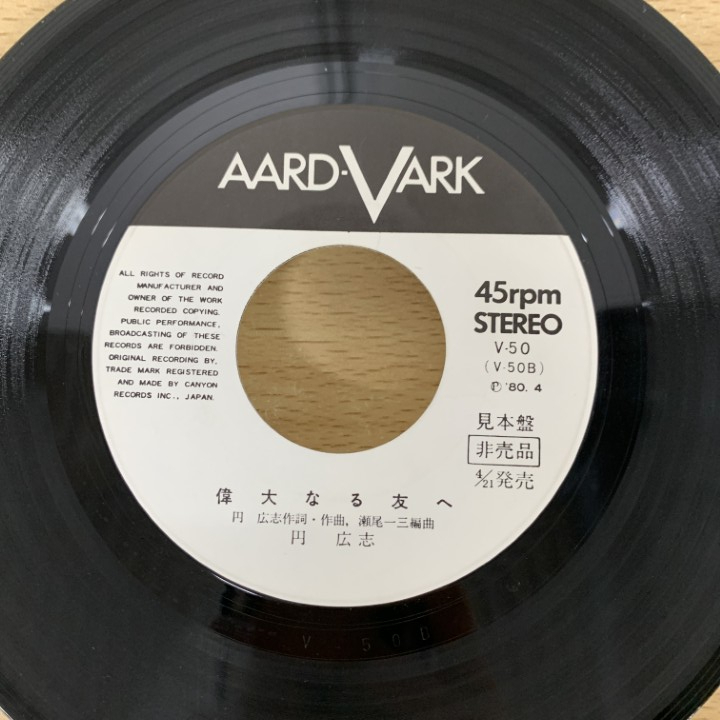 AARD-VARK
ALL RIGHTS OF RECORD
MANUFACTURER AND
OWNER OF THE WORK
RECORDED COPYING.
PUBLIC PERFORMANCE,
BROADCASTING OF THESE
RECORDS ARE FORBIDDEN.
ORIGINAL RECORDING BY,
TRADE MARK REGISTERED
AND MADE BY CANYON
RECORDS INC., JAPAN.
45rpm
STEREO
V-50
(V-50B)
Ⓟ '80. 4
見本盤
非売品
4/21発売
偉大なる友へ
円 広志作詞・作曲, 瀬尾一三編曲
円 広志
V-50B